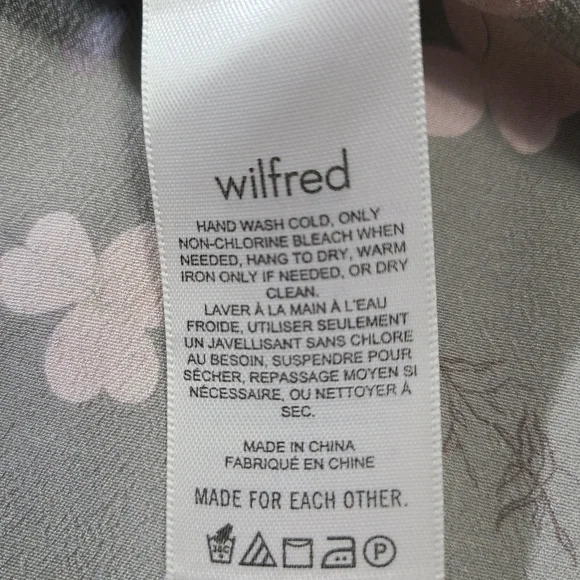 wilfred
HAND WASH COLD, ONLY
NON-CHLORINE BLEACH WHEN
NEEDED, HANG TO DRY, WARM
IRON ONLY IF NEEDED, OR DRY
CLEAN.
LAVER À LA MAIN À L'EAU
FROIDE, UTILISER SEULEMENT
UN JAVELLISANT SANS CHLORE
AU BESOIN, SUSPENDRE POUR
SÉCHER, REPASSAGE MOYEN SI
NÉCESSAIRE, OU NETTOYER À
SEC.
MADE IN CHINA
FABRIQUÉ EN CHINE
MADE FOR EACH OTHER.
30C P